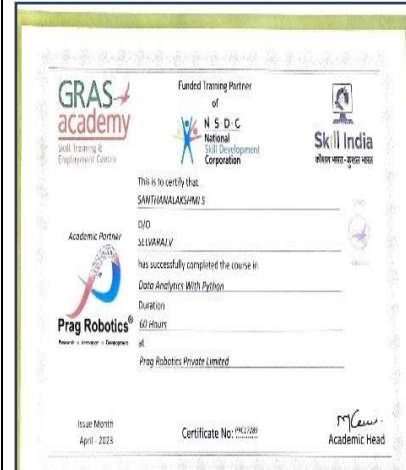 GRAS
academy
Skill Training &
Employment Centre
Funded Training Partner
of
N·S·D·C
National
Skill Development
Corporation
Skill India
कौशल भारत - कुशल भारत
This is to certify that
SANTHANALAKSHMI S
D/O
SELVARAJ.V
Academic Partner
has successfully completed the course in
Data Analytics With Python
Duration
60 Hours
Prag Robotics®
Research Innovation Development
at
Prag Robotics Private Limited
Issue Month
April - 2023
Certificate No:
Academic Head